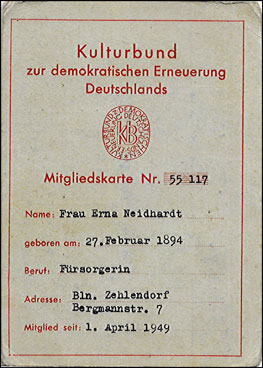 Kulturbund
zur demokratischen Erneuerung
Deutschlands
KB
Mitgliedskarte Nr. 55 117
Name: Frau Erna Neidhardt
geboren am: 27. Februar 1894
Beruf: Fürsorgerin
Adresse: Bln. Zehlendorf
Bergmannstr. 7
Mitglied seit: 1. April 1949